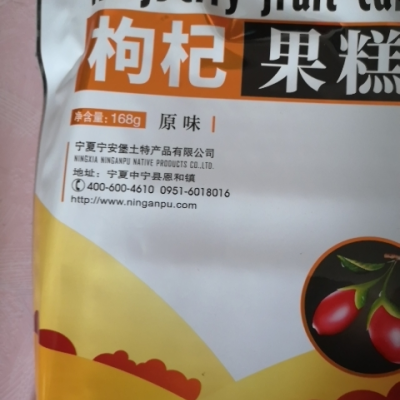 枸杞果糕
净含量:168g 原味
宁夏宁安堡土特产品有限公司
NINGXIA NINGANPU NATIVE PRODUCTS CO.,LTD.
地址:宁夏中宁县恩和镇
400-600-4610 0951-6018016
http://www.ninganpu.com